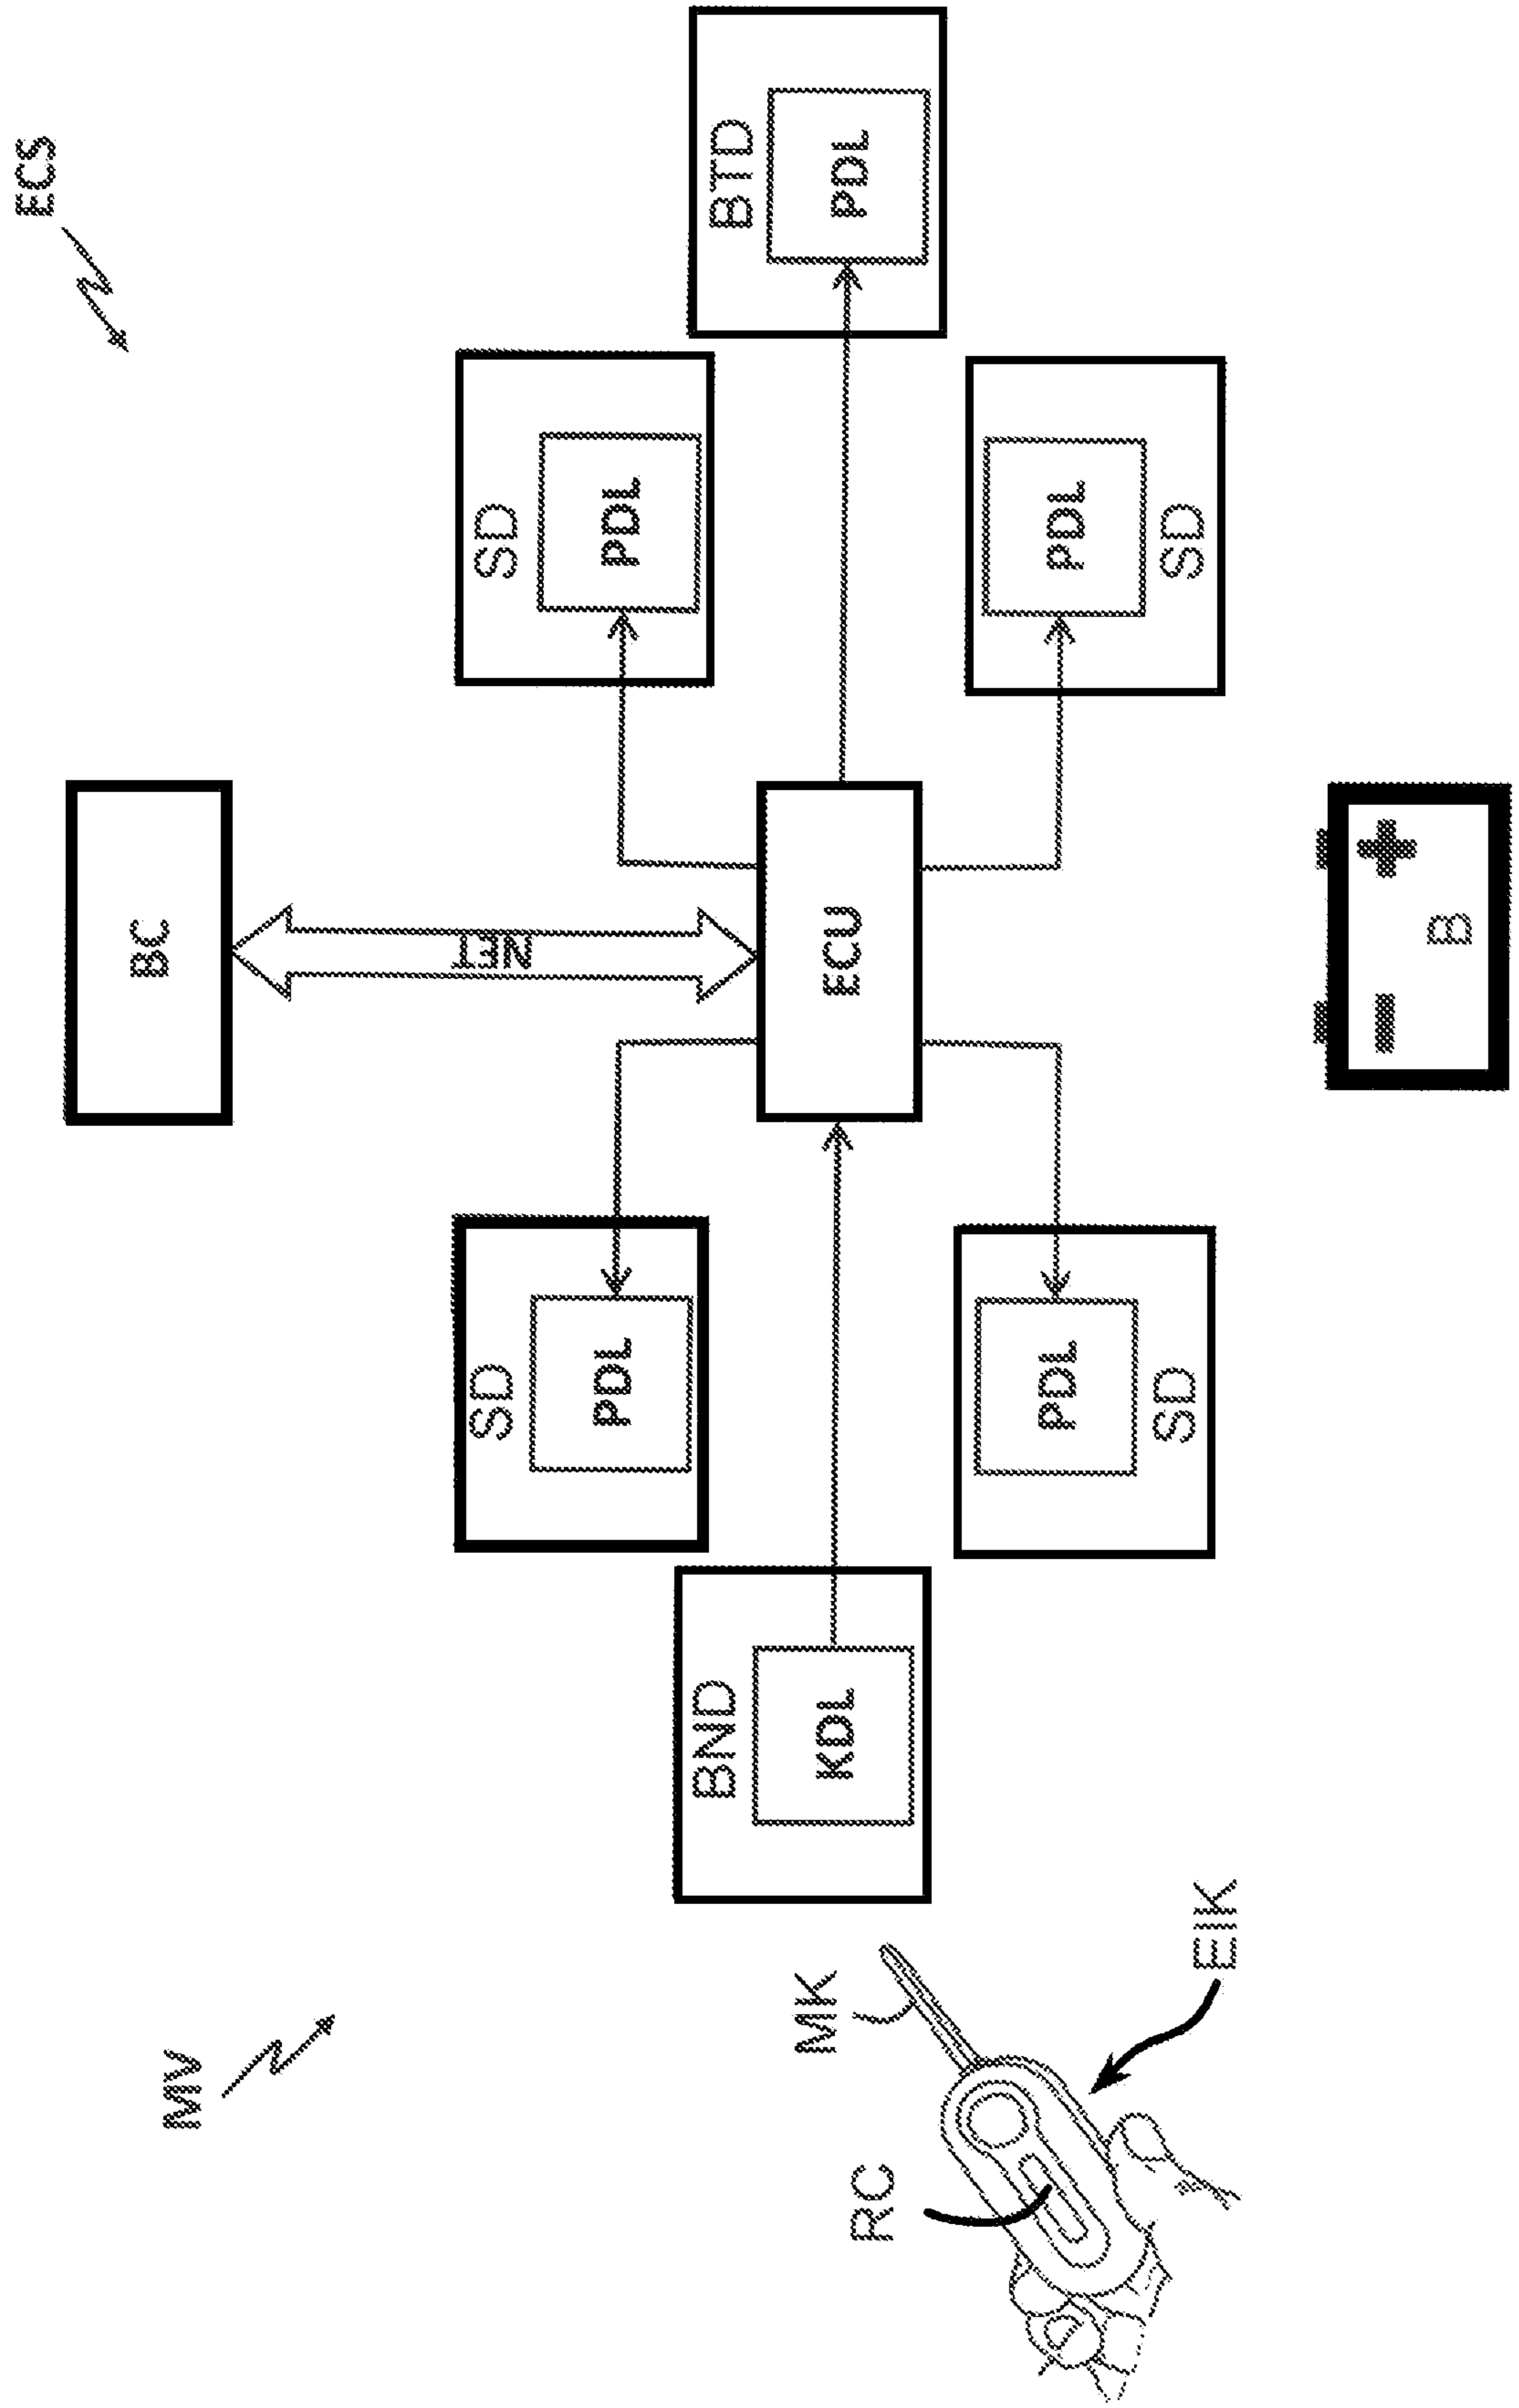 ECS
BC
MV
SD
NET
SD
PDL
PDL
BND
BTD
MK
KDL
ECU
PDL
RC
PDL
PDL
SD
SD
EIK
− +
B